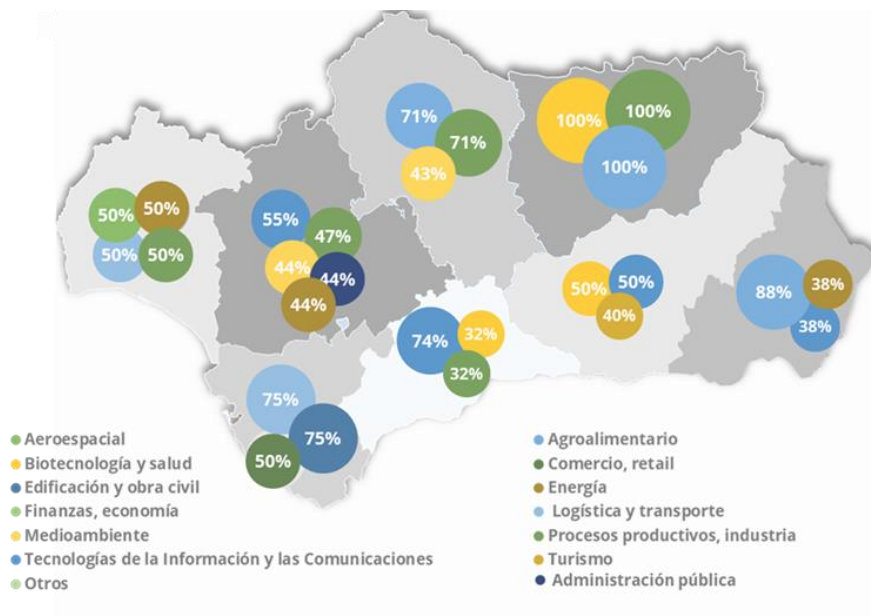 71%
71%
43%
100%
100%
100%
50%
50%
50%
50%
55%
47%
44%
44%
44%
50%
50%
40%
88%
38%
38%
74%
32%
32%
75%
75%
50%
Aeroespacial
Biotecnología y salud
Edificación y obra civil
Finanzas, economía
Medioambiente
Tecnologías de la Información y las Comunicaciones
Otros
Agroalimentario
Comercio, retail
Energía
Logística y transporte
Procesos productivos, industria
Turismo
Administración pública